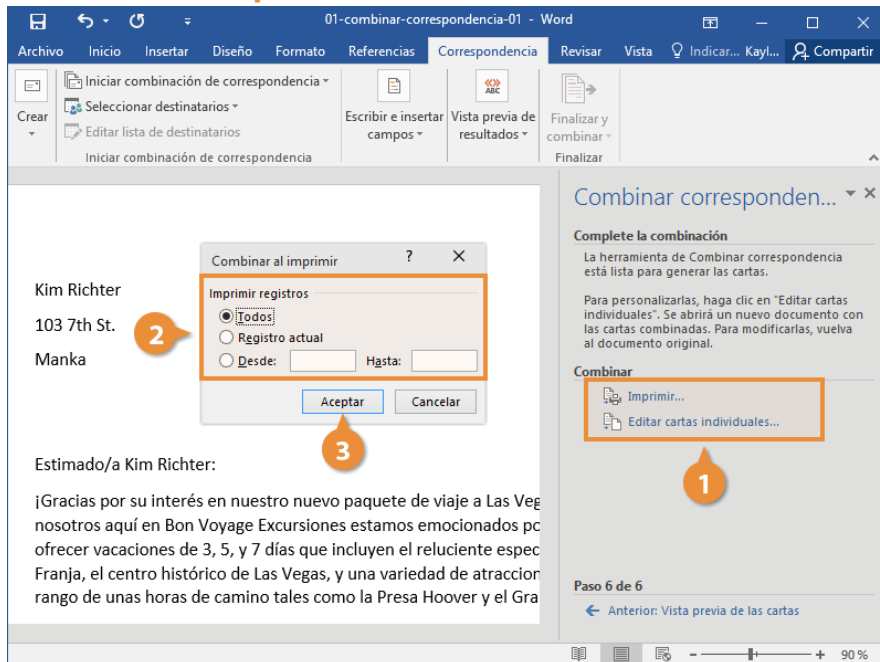 01-combinar-correspondencia-01 - Word
Archivo Inicio Insertar Diseño Formato Referencias Correspondencia Revisar Vista Indicar... Kayl... Compartir
Crear
Iniciar combinación de correspondencia
Seleccionar destinatarios
Editar lista de destinatarios
Iniciar combinación de correspondencia
Escribir e insertar
campos
ABC
Vista previa de
resultados
Finalizar y
combinar
Finalizar
Kim Richter
103 7th St.
Manka
Estimado/a Kim Richter:
¡Gracias por su interés en nuestro nuevo paquete de viaje a Las Veg
nosotros aquí en Bon Voyage Excursiones estamos emocionados po
ofrecer vacaciones de 3, 5, y 7 días que incluyen el reluciente espec
Franja, el centro histórico de Las Vegas, y una variedad de atraccion
rango de unas horas de camino tales como la Presa Hoover y el Gra
Combinar al imprimir ?
Imprimir registros
Todos
Registro actual
Desde: Hasta:
Aceptar Cancelar
2
3
Combinar corresponden...
Complete la combinación
La herramienta de Combinar correspondencia
está lista para generar las cartas.
Para personalizarlas, haga clic en "Editar cartas
individuales". Se abrirá un nuevo documento con
las cartas combinadas. Para modificarlas, vuelva
al documento original.
Combinar
Imprimir...
Editar cartas individuales...
1
Paso 6 de 6
Anterior: Vista previa de las cartas
90 %